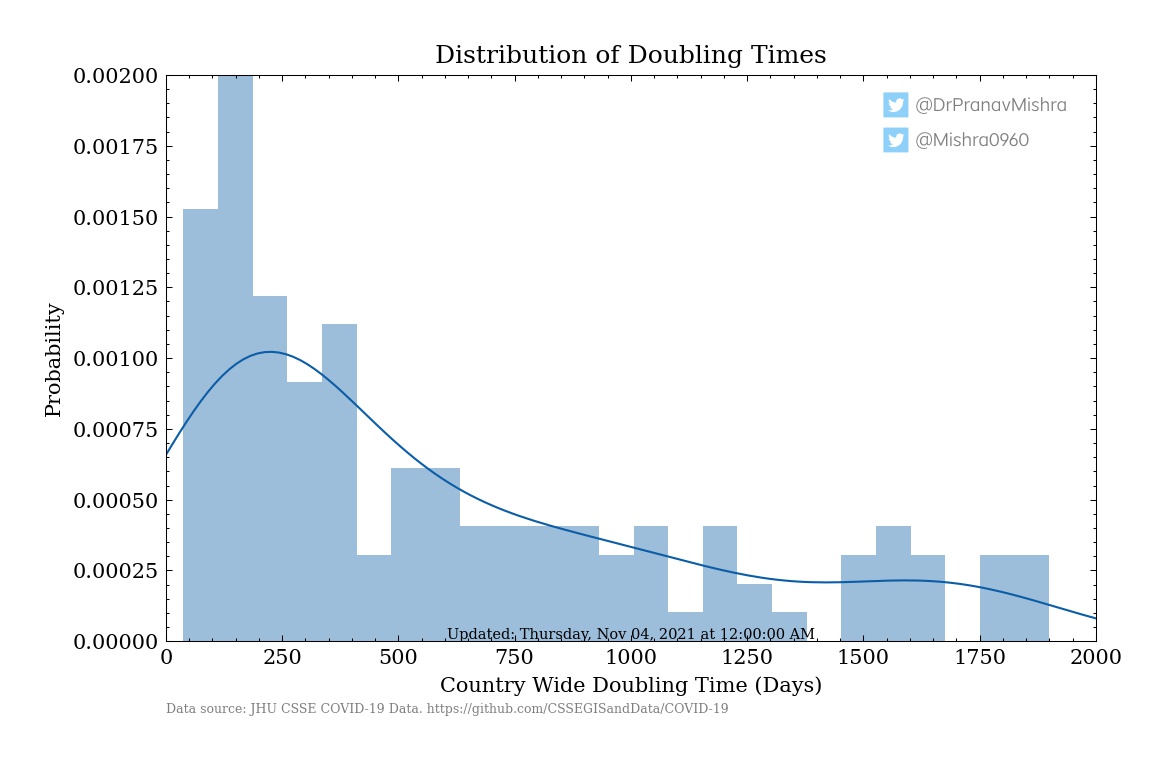 Distribution of Doubling Times
@DrPranavMishra
@Mishra0960
0.00200
0.00175
0.00150
0.00125
0.00100
0.00075
0.00050
0.00025
0.00000
Probability
Updated: Thursday, Nov 04, 2021 at 12:00:00 AM
0 250 500 750 1000 1250 1500 1750 2000
Country Wide Doubling Time (Days)
Data source: JHU CSSE COVID-19 Data. https://github.com/CSSEGISandData/COVID-19